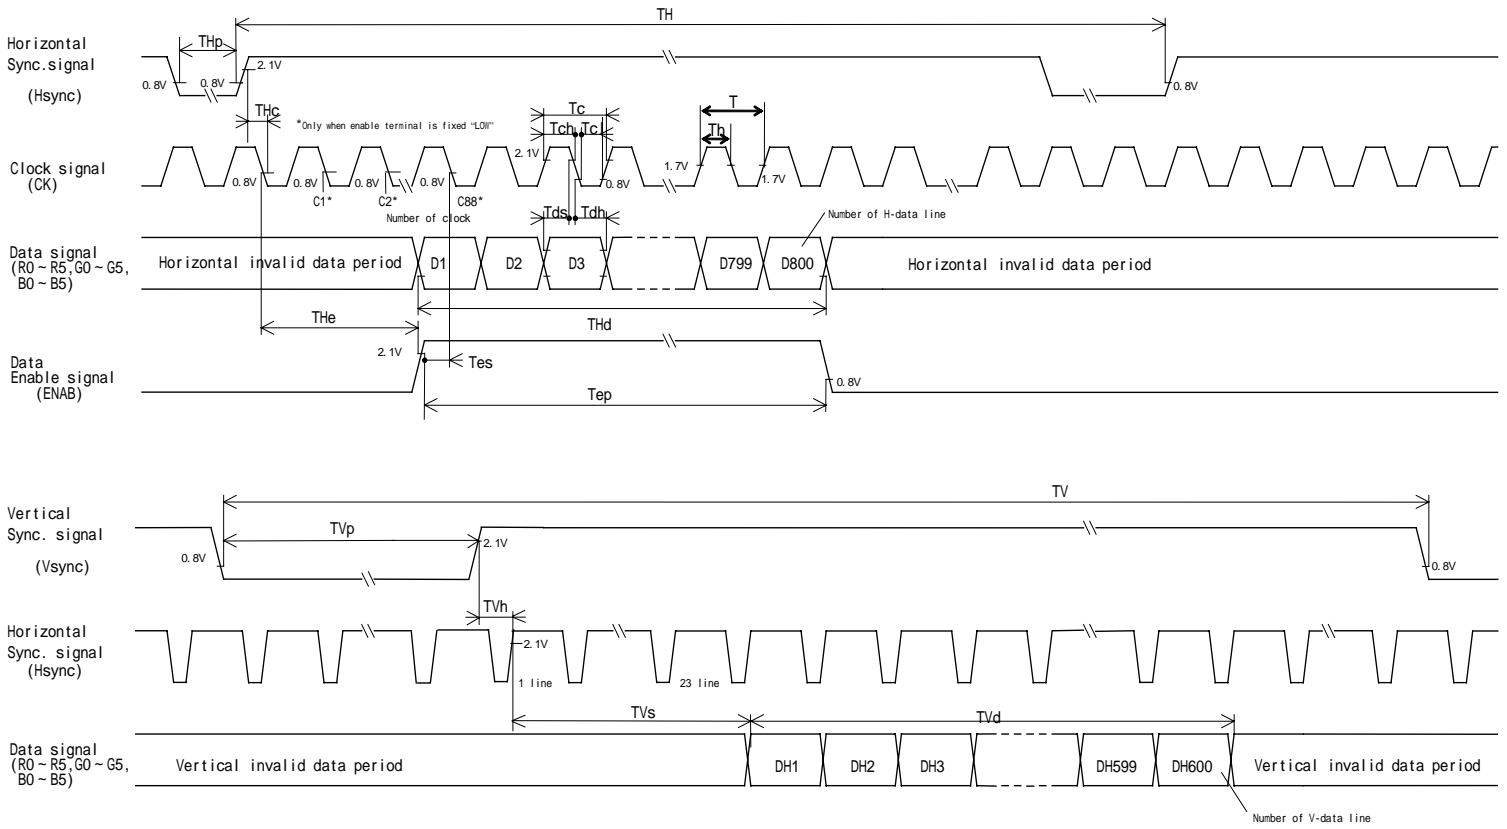 TH
Horizontal
Sync.signal
(Hsync)
THp
2.1V
0.8V
0.8V
0.8V
THc
*Only when enable terminal is fixed “LOW”
Tc
Tch
Tcl
T
Th
Clock signal
(CK)
2.1V
1.7V
1.7V
0.8V
0.8V
0.8V
0.8V
0.8V
C1*
C2*
C88*
Number of clock
Tds
Tdh
Number of H-data line
Data signal
(R0~R5,G0~G5,
B0~B5)
Horizontal invalid data period
D1
D2
D3
D799
D800
Horizontal invalid data period
THe
THd
2.1V
Tes
Data
Enable signal
(ENAB)
0.8V
Tep
TV
Vertical
Sync. signal
(Vsync)
TVp
2.1V
0.8V
0.8V
TVh
Horizontal
Sync. signal
(Hsync)
2.1V
1 line
23 line
TVs
TVd
Data signal
(R0~R5,G0~G5,
B0~B5)
Vertical invalid data period
DH1
DH2
DH3
DH599
DH600
Vertical invalid data period
Number of V-data line